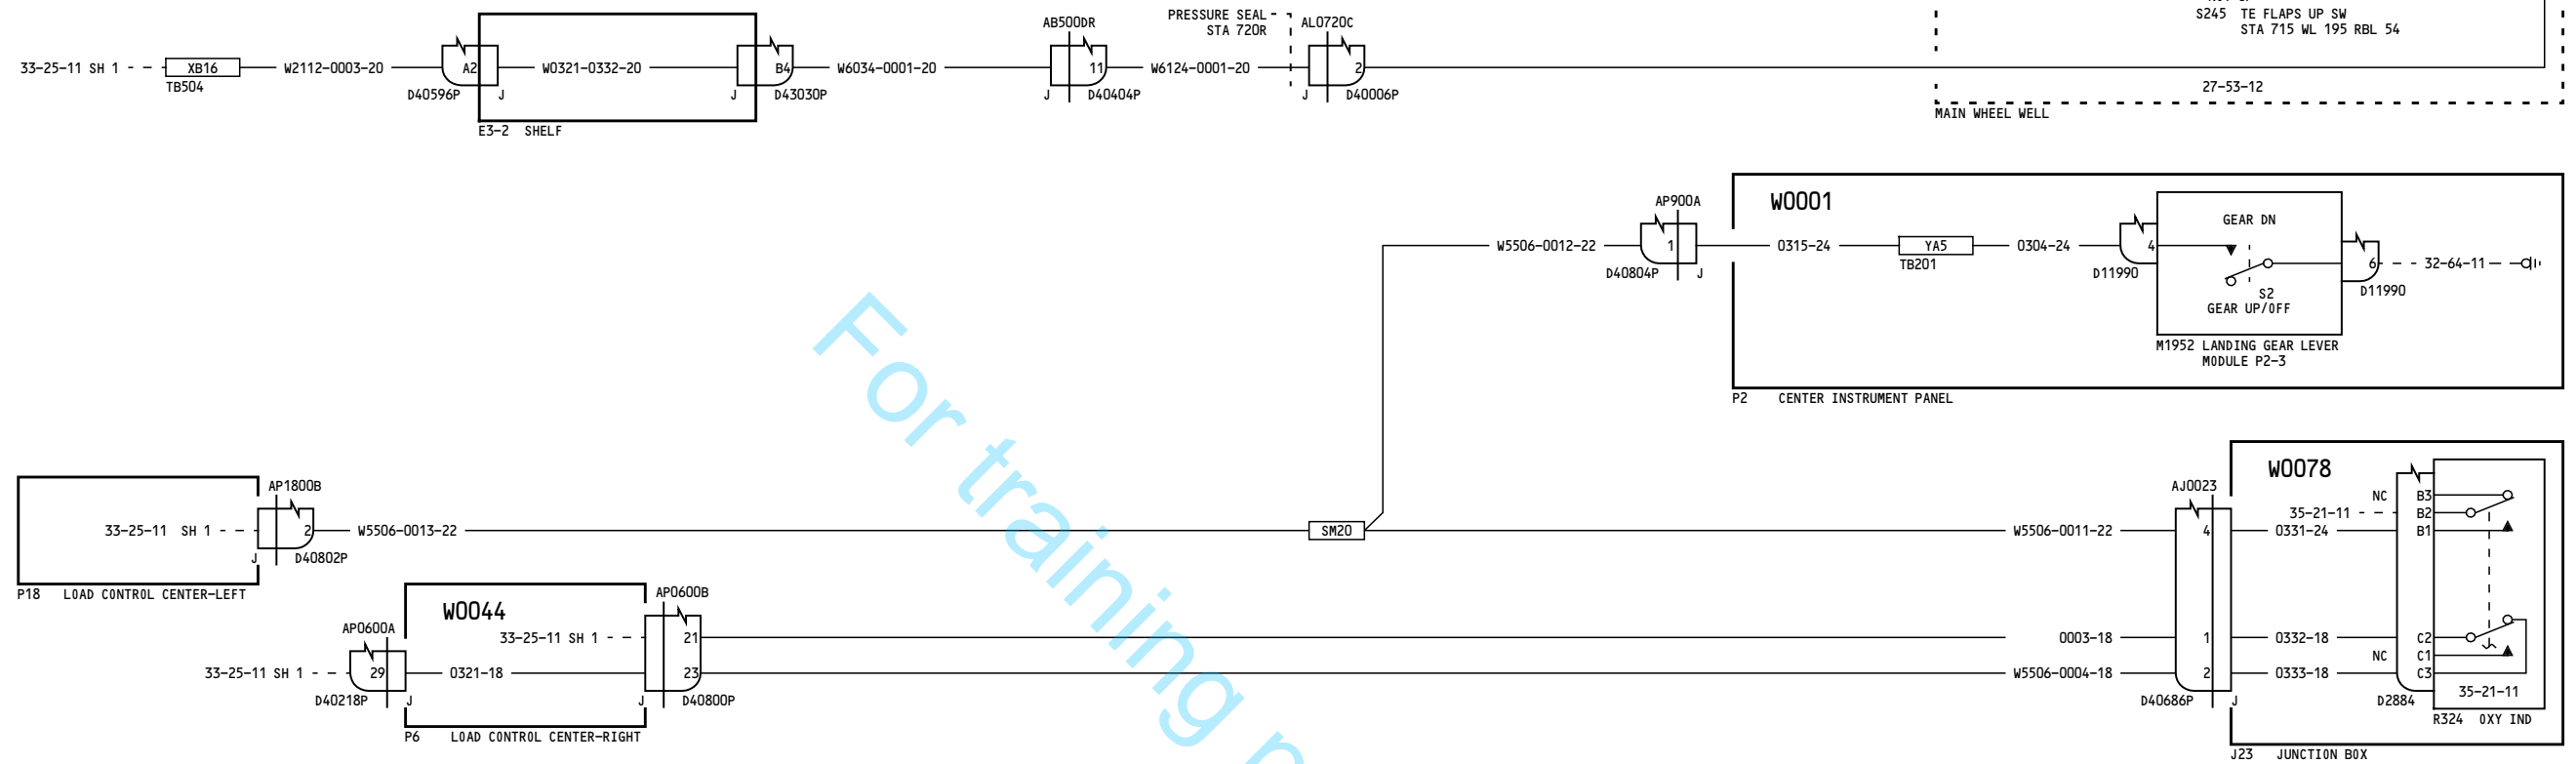 S245 TE FLAPS UP SW
STA 715 WL 195 RBL 54
PRESSURE SEAL
STA 720R
AB500DR
AL0720C
33-25-11 SH 1
XB16
TB504
W2112-0003-20
A2
D40596P
J
W0321-0332-20
E3-2 SHELF
J
B4
D43030P
W6034-0001-20
J
11
D40404P
W6124-0001-20
J
2
D40006P
27-53-12
MAIN WHEEL WELL
AP900A
W0001
W5506-0012-22
1
D40804P
J
0315-24
YA5
TB201
0304-24
4
D11990
GEAR DN
S2
GEAR UP/OFF
6
D11990
32-64-11
M1952 LANDING GEAR LEVER
MODULE P2-3
P2 CENTER INSTRUMENT PANEL
AP1800B
33-25-11 SH 1
2
J
D40802P
W5506-0013-22
P18 LOAD CONTROL CENTER-LEFT
SM20
W5506-0011-22
AJ0023
4
W0078
0331-24
NC
35-21-11
B3
B2
B1
AP0600A
W0044
AP0600B
33-25-11 SH 1
21
0003-18
1
0332-18
C2
NC
C1
33-25-11 SH 1
29
D40218P
J
0321-18
J
23
D40800P
W5506-0004-18
2
D40686P
J
0333-18
C3
D2884
35-21-11
R324 OXY IND
P6 LOAD CONTROL CENTER-RIGHT
J23 JUNCTION BOX
For training